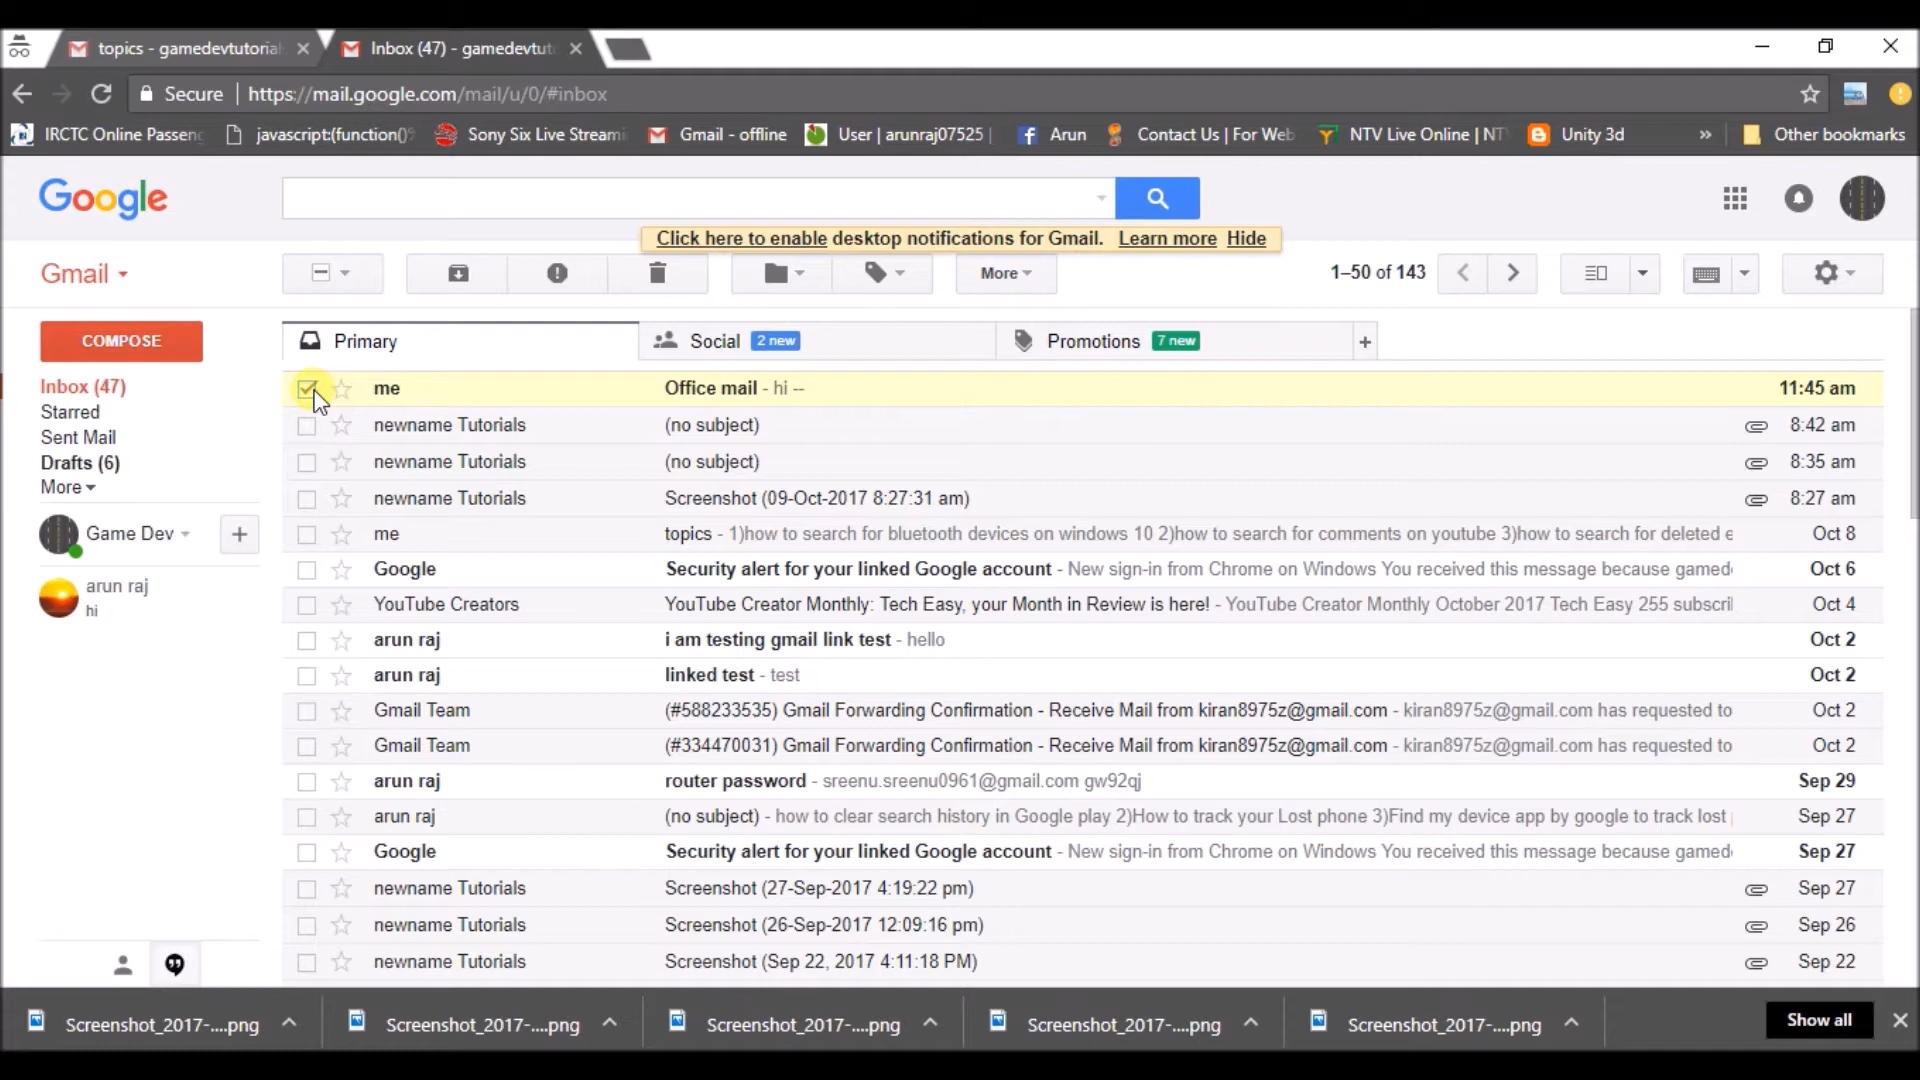 topics - gamedevtutorial
Inbox (47) - gamedevtut
Secure
https://mail.google.com/mail/u/0/#inbox
IRCTC Online Passen
javascript:(function()
Sony Six Live Streami
Gmail - offline
User | arunraj07525 |
Arun
Contact Us | For Web
NTV Live Online | NT
Unity 3d
»
Other bookmarks
Google
Click here to enable desktop notifications for Gmail. Learn more Hide
Gmail
More
1–50 of 143
COMPOSE
Primary
Social 2 new
Promotions 7 new
Inbox (47)
Starred
Sent Mail
Drafts (6)
More
Game Dev
arun raj
hi
me Office mail - hi -- 11:45 am
newname Tutorials (no subject) 8:42 am
newname Tutorials (no subject) 8:35 am
newname Tutorials Screenshot (09-Oct-2017 8:27:31 am) 8:27 am
me topics - 1)how to search for bluetooth devices on windows 10 2)how to search for comments on youtube 3)how to search for deleted e Oct 8
Google Security alert for your linked Google account - New sign-in from Chrome on Windows You received this message because gamed Oct 6
YouTube Creators YouTube Creator Monthly: Tech Easy, your Month in Review is here! - YouTube Creator Monthly October 2017 Tech Easy 255 subscri Oct 4
arun raj i am testing gmail link test - hello Oct 2
arun raj linked test - test Oct 2
Gmail Team (#588233535) Gmail Forwarding Confirmation - Receive Mail from kiran8975z@gmail.com - kiran8975z@gmail.com has requested to Oct 2
Gmail Team (#334470031) Gmail Forwarding Confirmation - Receive Mail from kiran8975z@gmail.com - kiran8975z@gmail.com has requested to Oct 2
arun raj router password - sreenu.sreenu0961@gmail.com gw92qj Sep 29
arun raj (no subject) - how to clear search history in Google play 2)How to track your Lost phone 3)Find my device app by google to track lost Sep 27
Google Security alert for your linked Google account - New sign-in from Chrome on Windows You received this message because gamed Sep 27
newname Tutorials Screenshot (27-Sep-2017 4:19:22 pm) Sep 27
newname Tutorials Screenshot (26-Sep-2017 12:09:16 pm) Sep 26
newname Tutorials Screenshot (Sep 22, 2017 4:11:18 PM) Sep 22
Screenshot_2017-....png
Screenshot_2017-....png
Screenshot_2017-....png
Screenshot_2017-....png
Screenshot_2017-....png
Show all